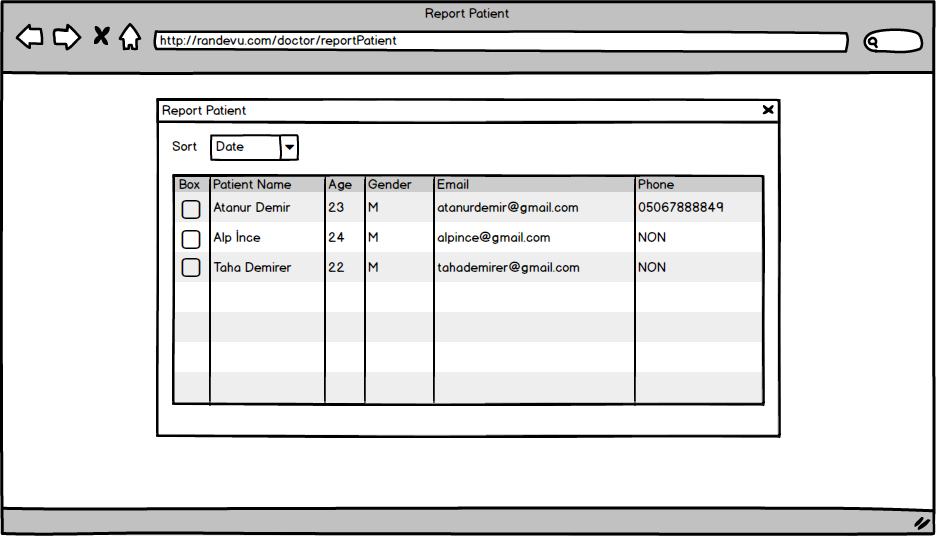 Report Patient
http://randevu.com/doctor/reportPatient
Report Patient
Sort Date
Box Patient Name Age Gender Email Phone
Atanur Demir 23 M atanurdemir@gmail.com 05067888849
Alp İnce 24 M alpince@gmail.com NON
Taha Demirer 22 M tahademirer@gmail.com NON